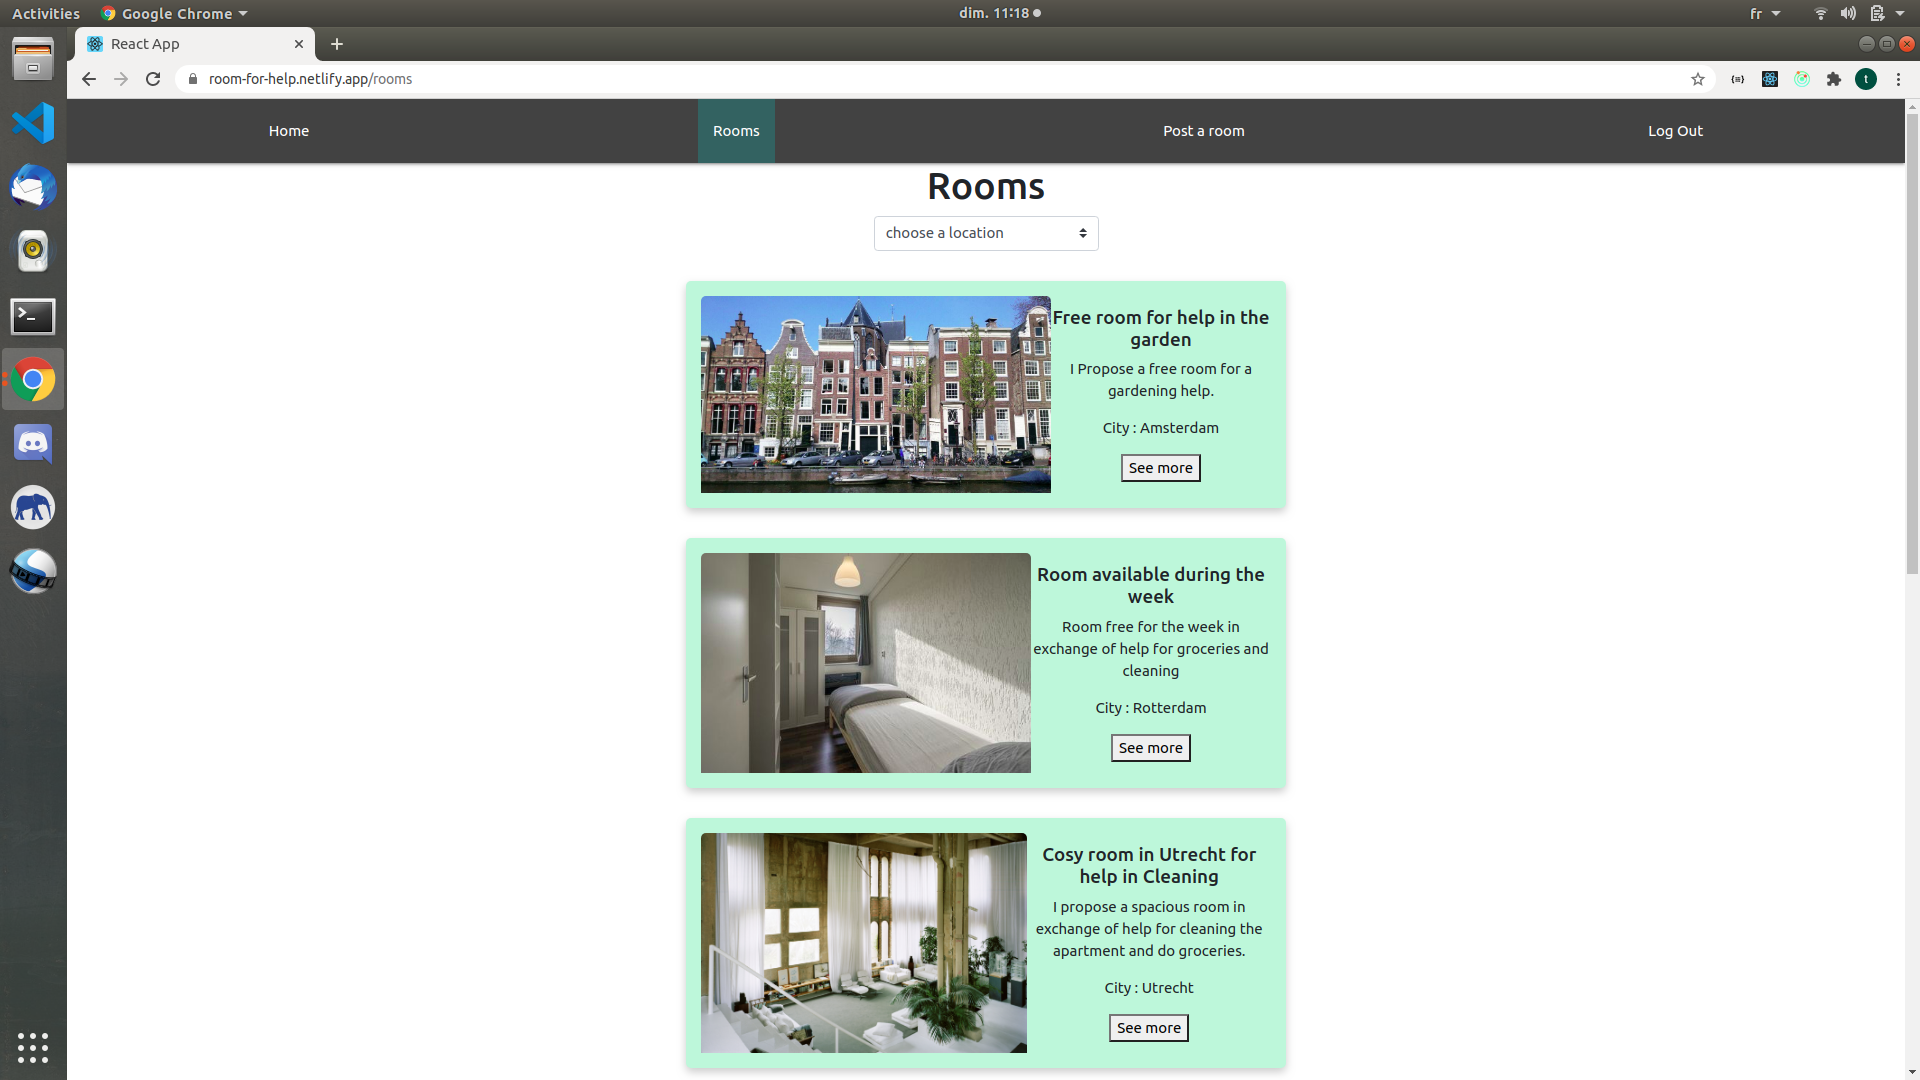 Activities
Google Chrome
dim. 11:18
fr
React App
room-for-help.netlify.app/rooms
t
Home
Rooms
Post a room
Log Out
Rooms
choose a location
Free room for help in the
garden
I Propose a free room for a
gardening help.
City : Amsterdam
See more
Room available during the
week
Room free for the week in
exchange of help for groceries and
cleaning
City : Rotterdam
See more
Cosy room in Utrecht for
help in Cleaning
I propose a spacious room in
exchange of help for cleaning the
apartment and do groceries.
City : Utrecht
See more